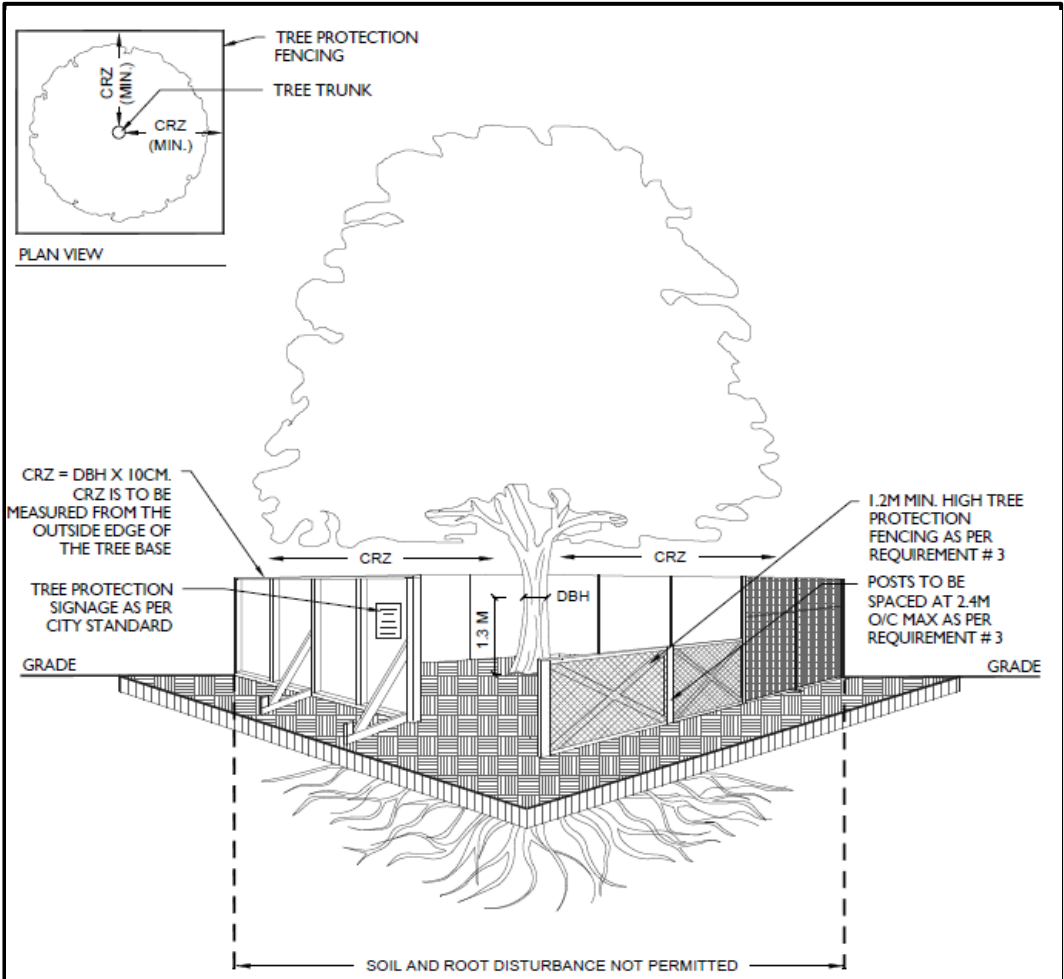 TREE PROTECTION
FENCING
TREE TRUNK
CRZ
(MIN.)
CRZ
(MIN.)
PLAN VIEW
CRZ = DBH X 10CM.
CRZ IS TO BE
MEASURED FROM THE
OUTSIDE EDGE OF
THE TREE BASE
TREE PROTECTION
SIGNAGE AS PER
CITY STANDARD
GRADE
CRZ
CRZ
DBH
1.3 M
1.2M MIN. HIGH TREE
PROTECTION
FENCING AS PER
REQUIREMENT # 3
POSTS TO BE
SPACED AT 2.4M
O/C MAX AS PER
REQUIREMENT # 3
GRADE
SOIL AND ROOT DISTURBANCE NOT PERMITTED